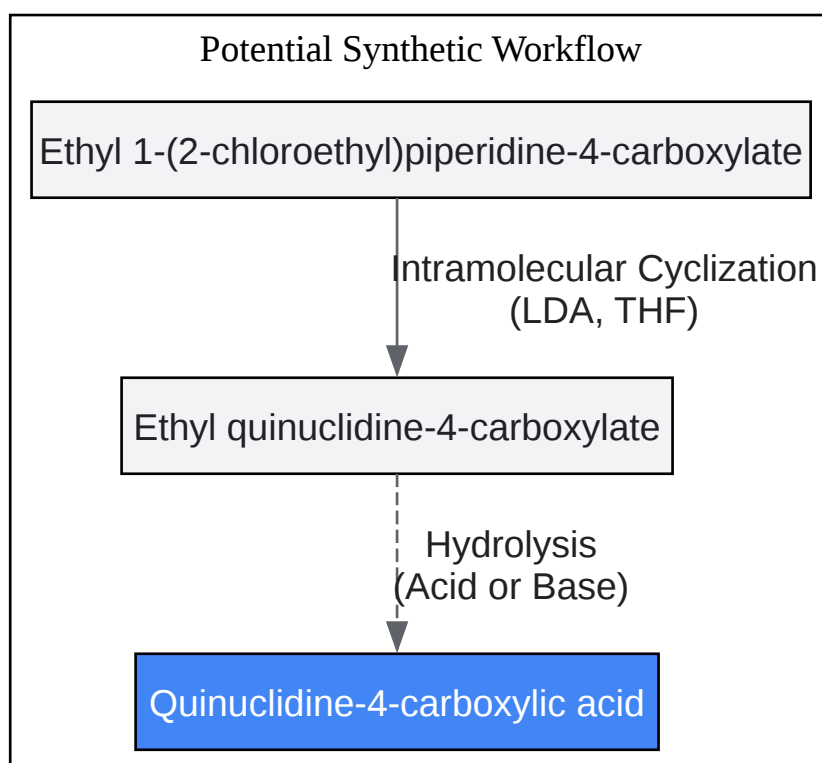 Potential Synthetic Workflow
Ethyl 1-(2-chloroethyl)piperidine-4-carboxylate
Intramolecular Cyclization
(LDA, THF)
Ethyl quinuclidine-4-carboxylate
Hydrolysis
(Acid or Base)
Quinuclidine-4-carboxylic acid